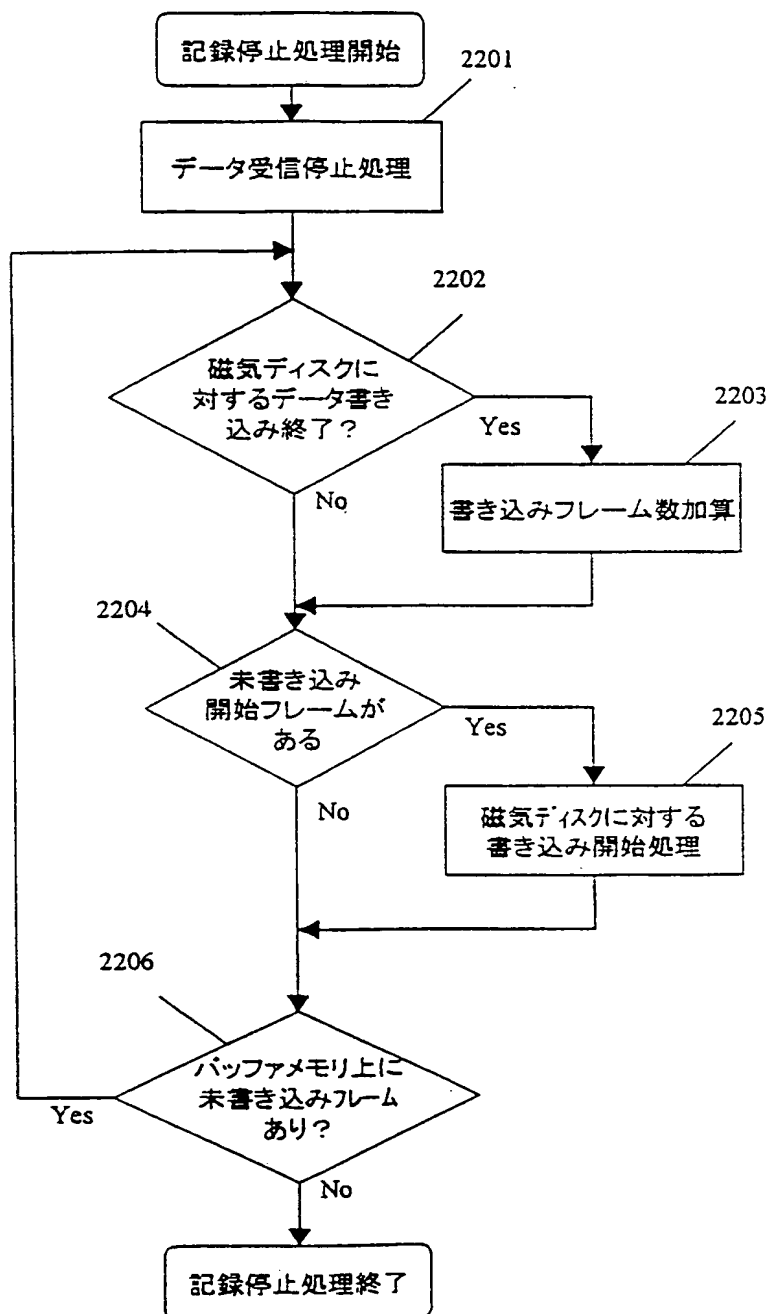 記録停止処理開始
2201
データ受信停止処理
2202
磁気ディスクに
対するデータ書き
込み終了？
Yes
2203
書き込みフレーム数加算
No
2204
未書き込み
開始フレームが
ある
Yes
2205
磁気ディスクに対する
書き込み開始処理
No
2206
バッファメモリ上に
未書き込みフレーム
あり？
Yes
No
記録停止処理終了